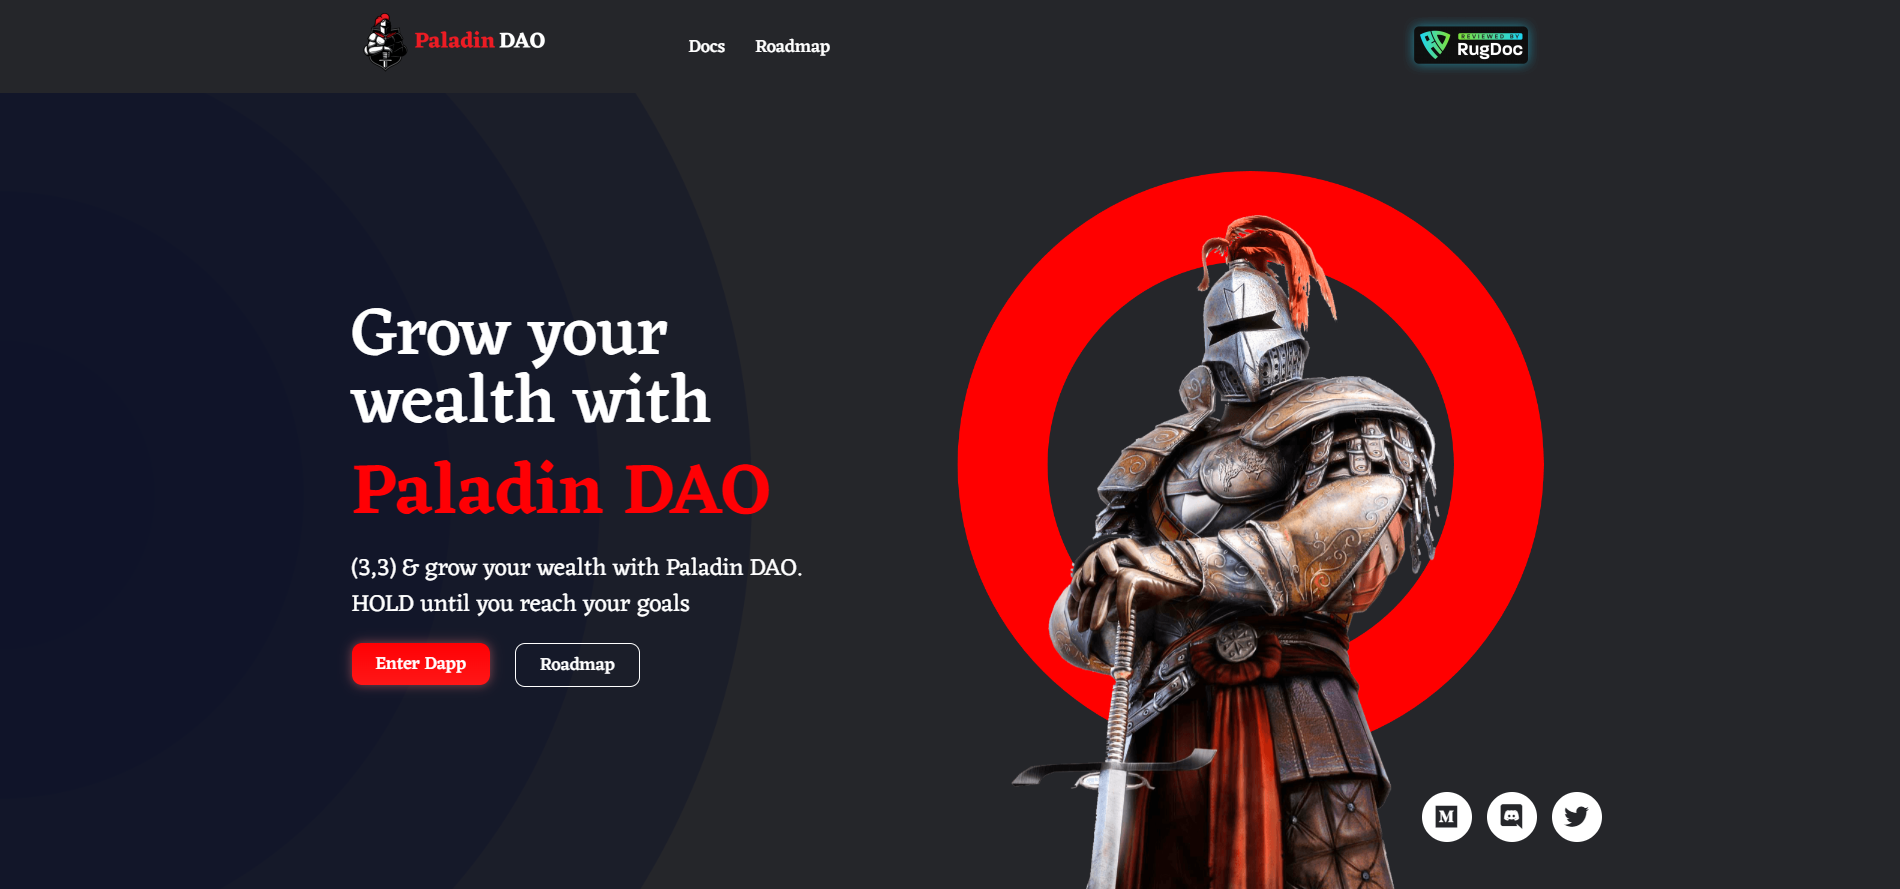 Paladin DAO
Docs
Roadmap
REVIEWED BY
RugDoc
Grow your
wealth with
Paladin DAO
(3,3) & grow your wealth with Paladin DAO.
HOLD until you reach your goals
Enter Dapp
Roadmap
M